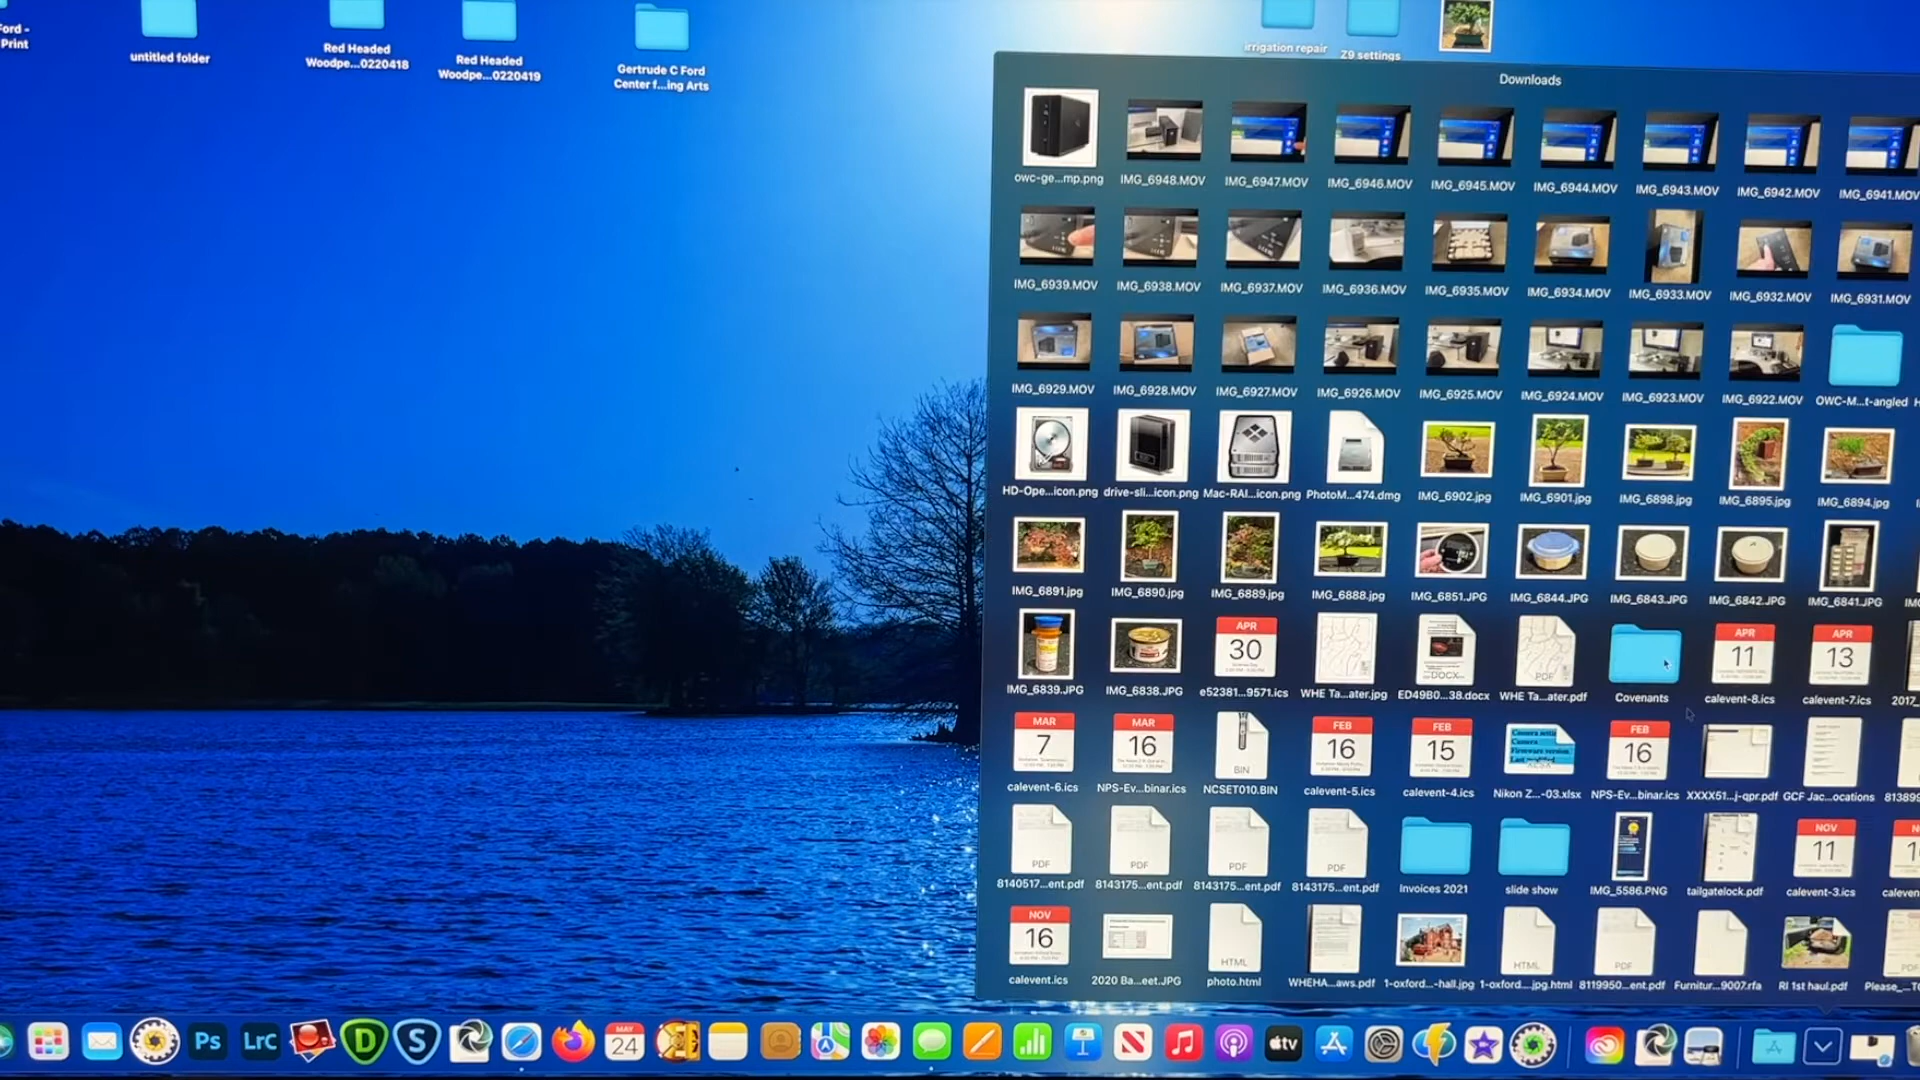 Ford -
Print
untitled folder
Red Headed
Woodpe...0220418
Red Headed
Woodpe...0220419
Gertrude C Ford
Center f...ing Arts
irrigation repair
Z9 settings
Downloads
owc-ge...mp.png IMG_6948.MOV IMG_6947.MOV IMG_6946.MOV IMG_6945.MOV IMG_6944.MOV IMG_6943.MOV IMG_6942.MOV IMG_6941.MOV
IMG_6939.MOV IMG_6938.MOV IMG_6937.MOV IMG_6936.MOV IMG_6935.MOV IMG_6934.MOV IMG_6933.MOV IMG_6932.MOV IMG_6931.MOV
IMG_6929.MOV IMG_6928.MOV IMG_6927.MOV IMG_6926.MOV IMG_6925.MOV IMG_6924.MOV IMG_6923.MOV IMG_6922.MOV OWC-M...t-angled
HD-Ope...icon.png drive-sli...icon.png Mac-RAI...icon.png PhotoM...474.dmg IMG_6902.jpg IMG_6901.jpg IMG_6898.jpg IMG_6895.jpg IMG_6894.jpg
IMG_6891.jpg IMG_6890.jpg IMG_6889.jpg IMG_6888.jpg IMG_6851.JPG IMG_6844.JPG IMG_6843.JPG IMG_6842.JPG IMG_6841.JPG
APR APR APR
30 DOCX PDF 11 13
IMG_6839.JPG IMG_6838.JPG e52381...9571.ics WHE Ta...ater.jpg ED49B0...38.docx WHE Ta...ater.pdf Covenants calevent-8.ics calevent-7.ics 2017_
MAR MAR FEB FEB FEB
7 16 BIN 16 15 XLSX 16
calevent-6.ics NPS-Ev...binar.ics NCSET010.BIN calevent-5.ics calevent-4.ics Nikon Z...-03.xlsx NPS-Ev...binar.ics XXXX51...j-qpr.pdf GCF Jac...ocations 813899
PDF PDF PDF PDF NOV
11
8140517...ent.pdf 8143175...ent.pdf 8143175...ent.pdf 8143175...ent.pdf Invoices 2021 slide show IMG_5586.PNG tailgatelock.pdf calevent-3.ics
NOV
16 HTML HTML PDF
calevent.ics 2020 Ba...eet.JPG photo.html WHEHA...aws.pdf 1-oxford...-hall.jpg 1-oxford....jpg.html 8119950...ent.pdf Furnitur...9007.rfa RI 1st haul.pdf Please_
Ps LrC D S MAY
24 tv